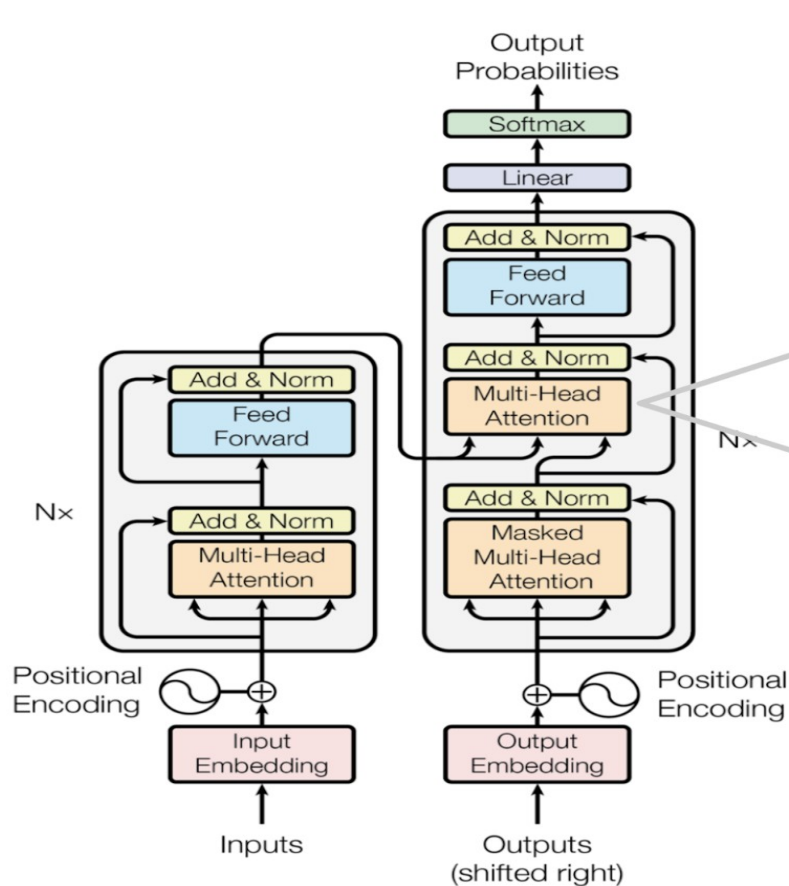 Output
Probabilities
Softmax
Linear
Add & Norm
Feed
Forward
Add & Norm
Multi-Head
Attention
Nx
Add & Norm
Masked
Multi-Head
Attention
Add & Norm
Feed
Forward
Nx
Add & Norm
Multi-Head
Attention
Positional
Encoding
Positional
Encoding
Input
Embedding
Output
Embedding
Inputs
Outputs
(shifted right)